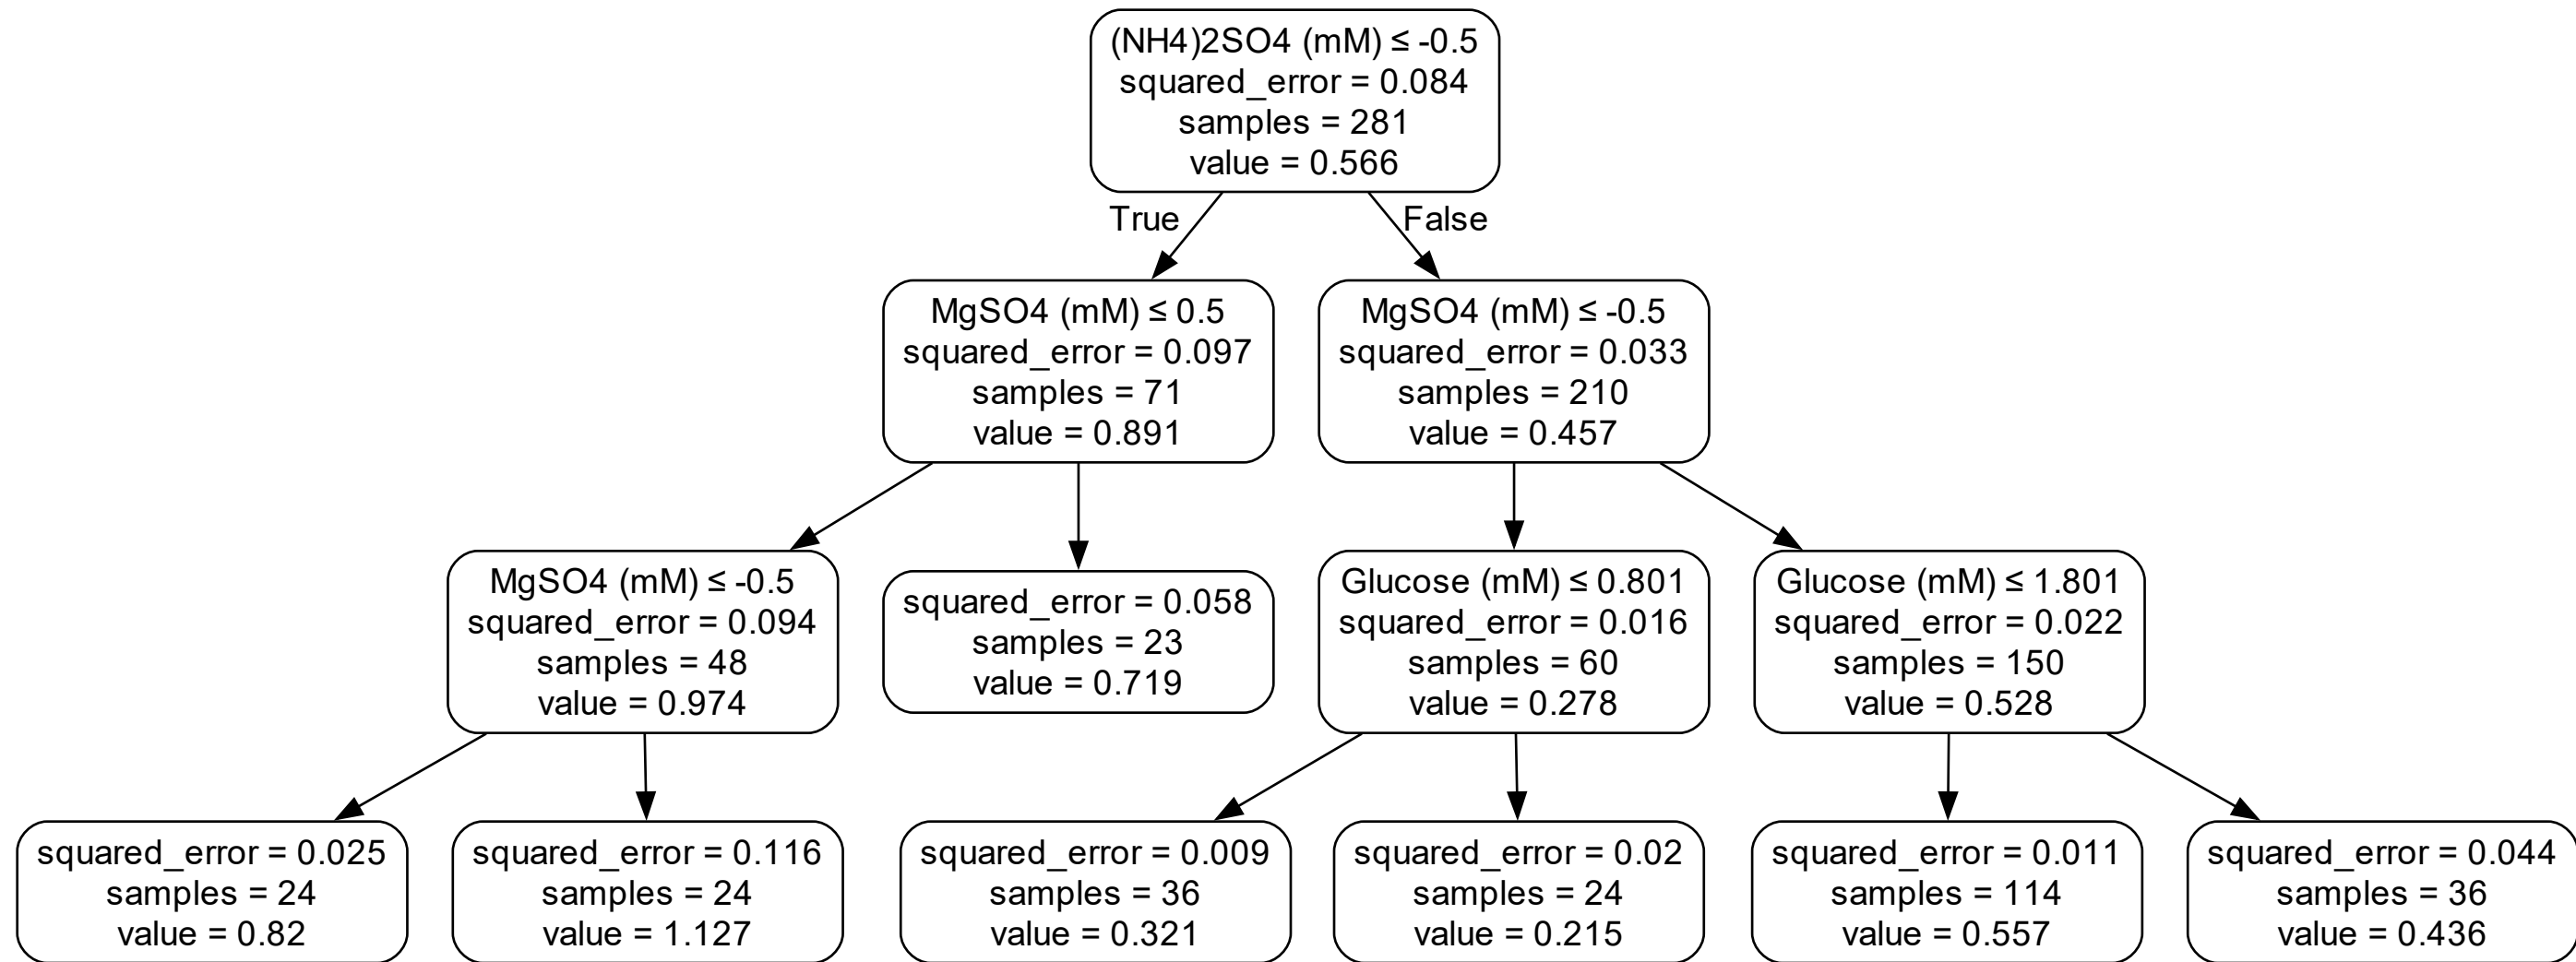 (NH4)2SO4 (mM) ≤ -0.5
squared_error = 0.084
samples = 281
value = 0.566
True
False
MgSO4 (mM) ≤ 0.5
squared_error = 0.097
samples = 71
value = 0.891
MgSO4 (mM) ≤ -0.5
squared_error = 0.033
samples = 210
value = 0.457
MgSO4 (mM) ≤ -0.5
squared_error = 0.094
samples = 48
value = 0.974
squared_error = 0.058
samples = 23
value = 0.719
Glucose (mM) ≤ 0.801
squared_error = 0.016
samples = 60
value = 0.278
Glucose (mM) ≤ 1.801
squared_error = 0.022
samples = 150
value = 0.528
squared_error = 0.025
samples = 24
value = 0.82
squared_error = 0.116
samples = 24
value = 1.127
squared_error = 0.009
samples = 36
value = 0.321
squared_error = 0.02
samples = 24
value = 0.215
squared_error = 0.011
samples = 114
value = 0.557
squared_error = 0.044
samples = 36
value = 0.436